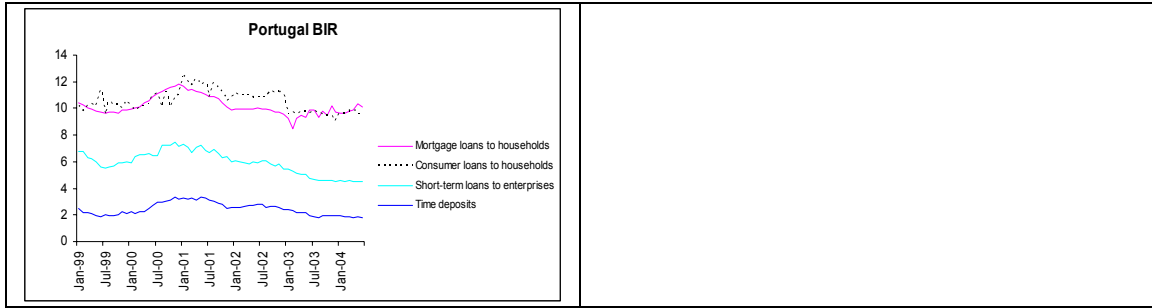 Portugal BIR
14
12
10
8
6
4
2
0
Jan-99
Jul-99
Jan-00
Jul-00
Jan-01
Jul-01
Jan-02
Jul-02
Jan-03
Jul-03
Jan-04
Mortgage loans to households
Consumer loans to households
Short-term loans to enterprises
Time deposits